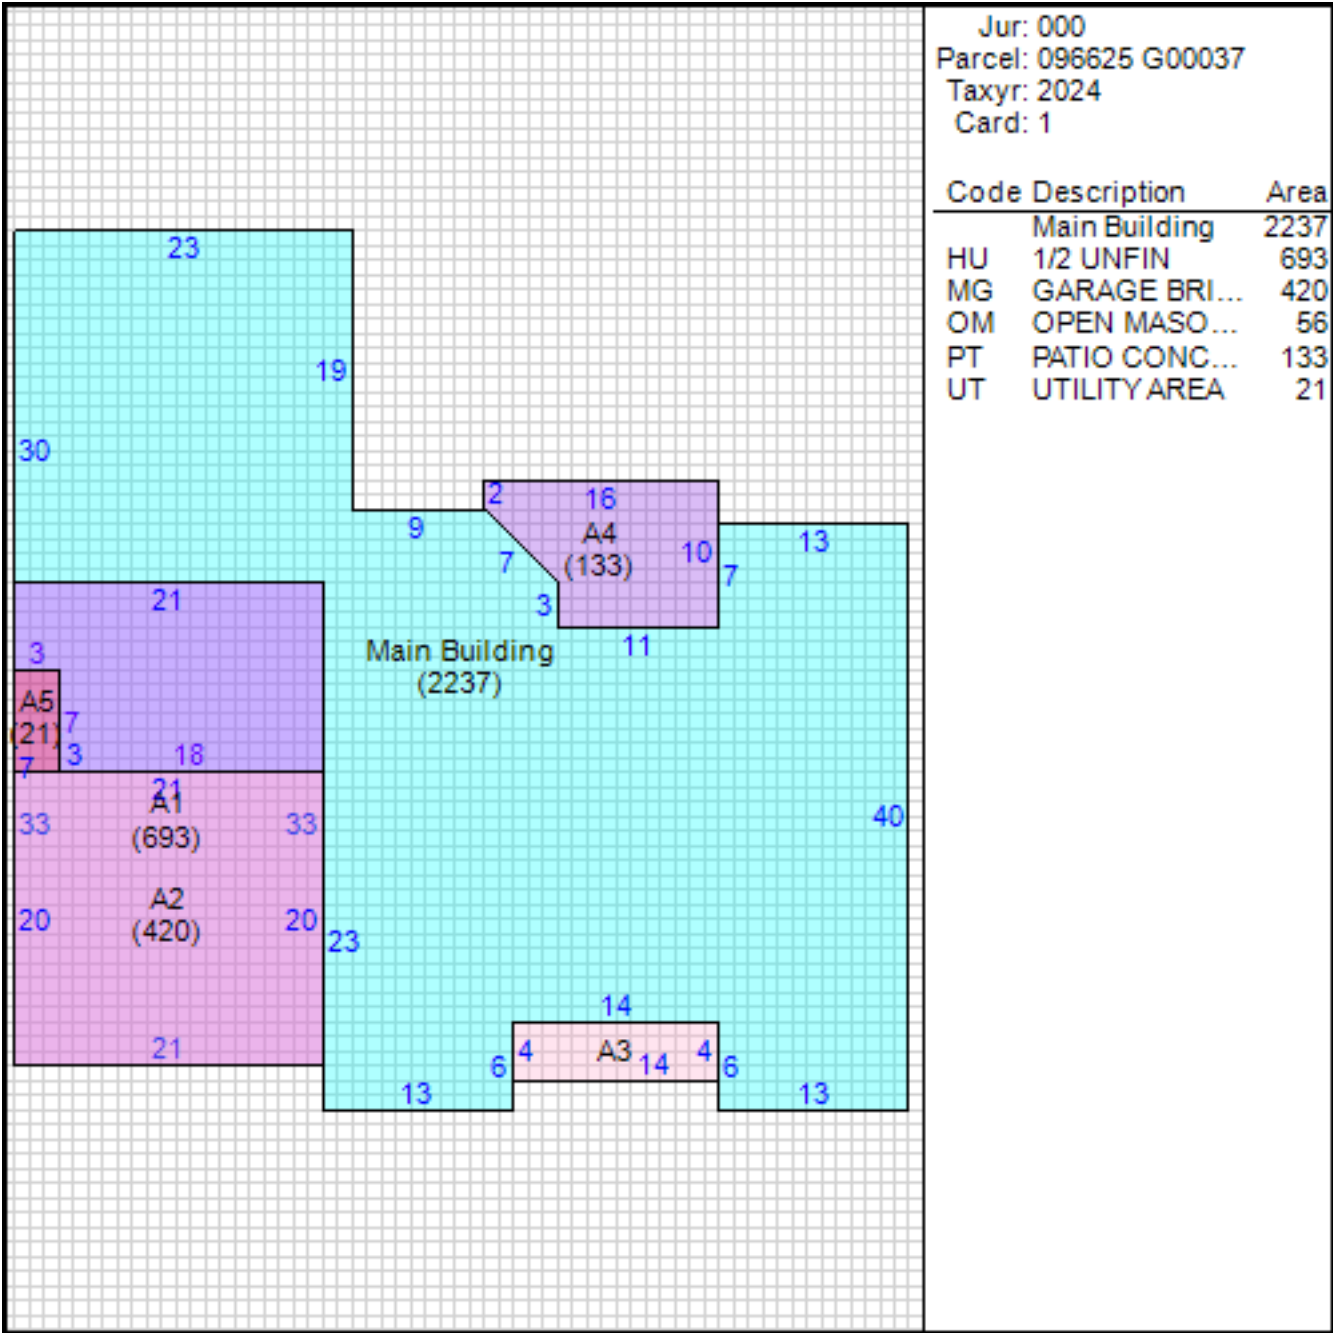 Jur: 000
Parcel: 096625 G00037
Taxyr: 2024
Card: 1
Code Description Area
Main Building 2237
HU 1/2 UNFIN 693
MG GARAGE BRI... 420
OM OPEN MASO... 56
PT PATIO CONC... 133
UT UTILITY AREA 21
23
19
30
2
16
9
A4
(133)
7
10
13
7
21
3
11
3
Main Building
(2237)
A5
(21)
7
3
18
7
21
A1
(693)
33
33
40
A2
(420)
20
20
23
14
21
4
A3
14
4
6
6
13
13